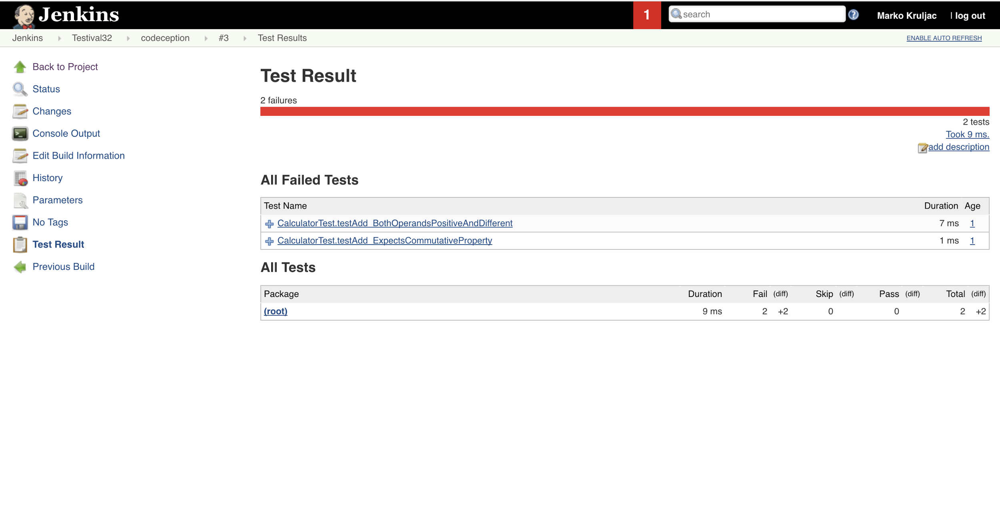 Jenkins
1
search
?
Marko Kruljac
| log out
Jenkins
Testival32
codeception
#3
Test Results
ENABLE AUTO REFRESH
Back to Project
Status
Changes
Console Output
Edit Build Information
History
Parameters
No Tags
Test Result
Previous Build
Test Result
2 failures
2 tests
Took 9 ms.
add description
All Failed Tests
Test Name Duration Age
CalculatorTest.testAdd_BothOperandsPositiveAndDifferent 7 ms 1
CalculatorTest.testAdd_ExpectsCommutativeProperty 1 ms 1
All Tests
Package Duration Fail (diff) Skip (diff) Pass (diff) Total (diff)
(root) 9 ms 2 +2 0 0 2 +2